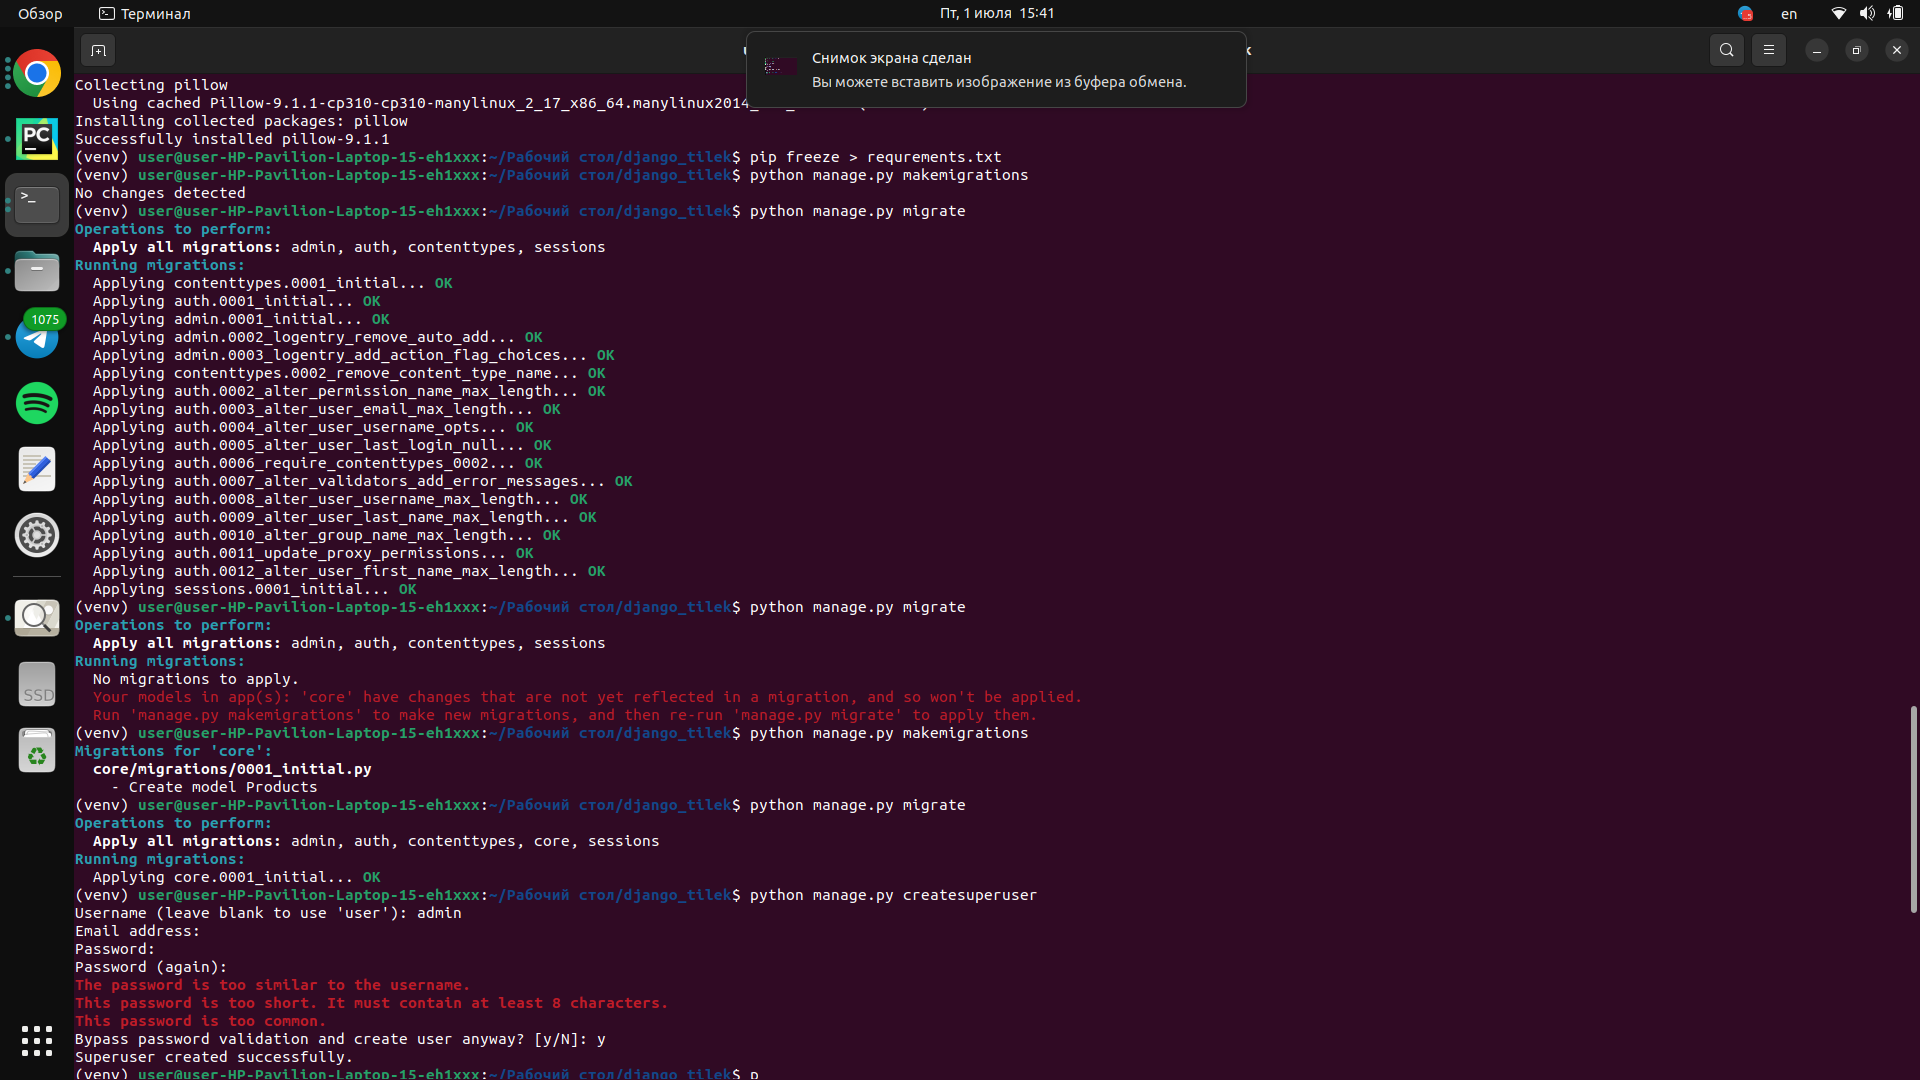 Обзор
Терминал
Пт, 1 июля 15:41
en
Снимок экрана сделан
Вы можете вставить изображение из буфера обмена.
Collecting pillow
Using cached Pillow-9.1.1-cp310-cp310-manylinux_2_17_x86_64.manylinux2014_
Installing collected packages: pillow
Successfully installed pillow-9.1.1
(venv) user@user-HP-Pavilion-Laptop-15-eh1xxx:~/Рабочий стол/django_tilek$ pip freeze > requrements.txt
(venv) user@user-HP-Pavilion-Laptop-15-eh1xxx:~/Рабочий стол/django_tilek$ python manage.py makemigrations
No changes detected
(venv) user@user-HP-Pavilion-Laptop-15-eh1xxx:~/Рабочий стол/django_tilek$ python manage.py migrate
Operations to perform:
Apply all migrations: admin, auth, contenttypes, sessions
Running migrations:
Applying contenttypes.0001_initial... OK
Applying auth.0001_initial... OK
Applying admin.0001_initial... OK
Applying admin.0002_logentry_remove_auto_add... OK
Applying admin.0003_logentry_add_action_flag_choices... OK
Applying contenttypes.0002_remove_content_type_name... OK
Applying auth.0002_alter_permission_name_max_length... OK
Applying auth.0003_alter_user_email_max_length... OK
Applying auth.0004_alter_user_username_opts... OK
Applying auth.0005_alter_user_last_login_null... OK
Applying auth.0006_require_contenttypes_0002... OK
Applying auth.0007_alter_validators_add_error_messages... OK
Applying auth.0008_alter_user_username_max_length... OK
Applying auth.0009_alter_user_last_name_max_length... OK
Applying auth.0010_alter_group_name_max_length... OK
Applying auth.0011_update_proxy_permissions... OK
Applying auth.0012_alter_user_first_name_max_length... OK
Applying sessions.0001_initial... OK
(venv) user@user-HP-Pavilion-Laptop-15-eh1xxx:~/Рабочий стол/django_tilek$ python manage.py migrate
Operations to perform:
Apply all migrations: admin, auth, contenttypes, sessions
Running migrations:
No migrations to apply.
Your models in app(s): 'core' have changes that are not yet reflected in a migration, and so won't be applied.
Run 'manage.py makemigrations' to make new migrations, and then re-run 'manage.py migrate' to apply them.
(venv) user@user-HP-Pavilion-Laptop-15-eh1xxx:~/Рабочий стол/django_tilek$ python manage.py makemigrations
Migrations for 'core':
core/migrations/0001_initial.py
- Create model Products
(venv) user@user-HP-Pavilion-Laptop-15-eh1xxx:~/Рабочий стол/django_tilek$ python manage.py migrate
Operations to perform:
Apply all migrations: admin, auth, contenttypes, core, sessions
Running migrations:
Applying core.0001_initial... OK
(venv) user@user-HP-Pavilion-Laptop-15-eh1xxx:~/Рабочий стол/django_tilek$ python manage.py createsuperuser
Username (leave blank to use 'user'): admin
Email address:
Password:
Password (again):
The password is too similar to the username.
This password is too short. It must contain at least 8 characters.
This password is too common.
Bypass password validation and create user anyway? [y/N]: y
Superuser created successfully.
(venv) user@user-HP-Pavilion-Laptop-15-eh1xxx:~/Рабочий стол/django_tilek$ p
PC
>_
1075
SSD